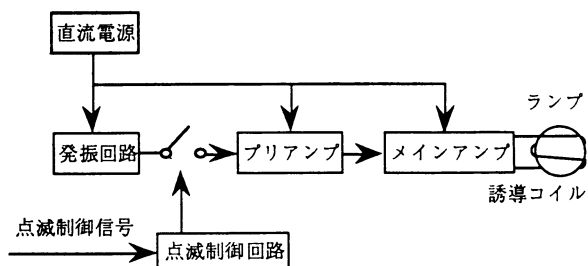 直流電源
ランプ
発振回路
プリアンプ
メインアンプ
誘導コイル
点滅制御信号
点滅制御回路